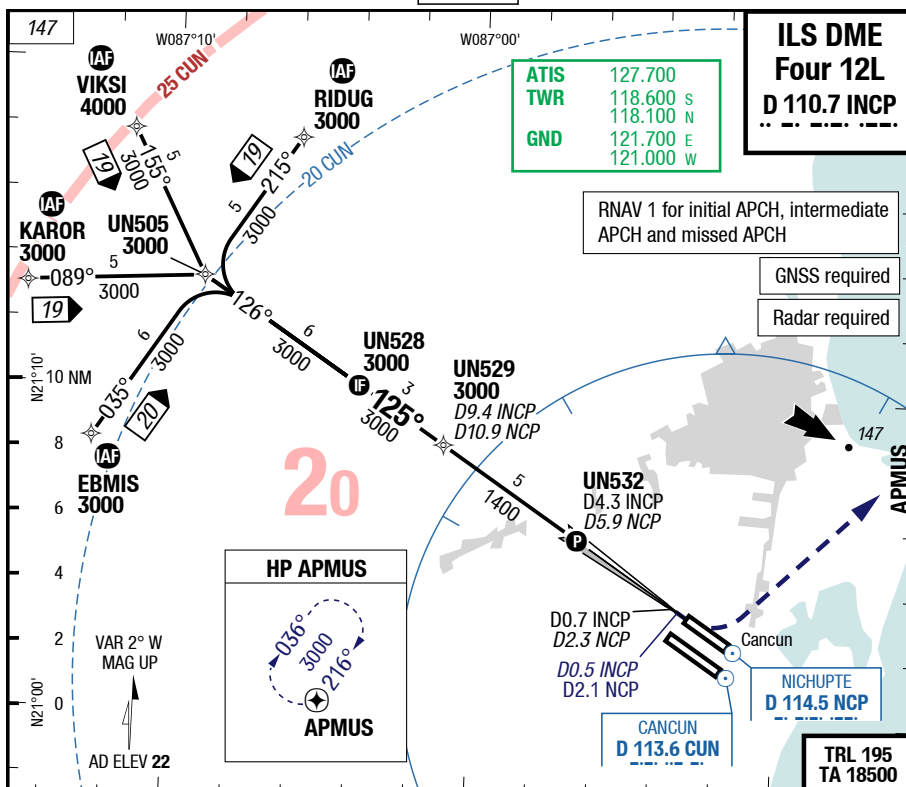 147
W087°10'
W087°00'
ILS DME
Four 12L
D 110.7 INCP
IAF
VIKSI
4000
25 CUN
IAF
RIDUG
3000
ATIS 127.700
TWR 118.600 S
118.100 N
GND 121.700 E
121.000 W
19
155°
5
3000
19
215°
5
3000
20 CUN
IAF
KAROR
3000
UN505
3000
089°
5
3000
19
RNAV 1 for initial APCH, intermediate
APCH and missed APCH
GNSS required
Radar required
126°
6
3000
UN528
3000
IF
3
125°
3000
UN529
3000
D9.4 INCP
D10.9 NCP
6
3000
035°
20
IAF
EBMIS
3000
N21°10'
10 NM
8
6
4
2
0
N21°00'
20
147
APMUS
5
1400
UN532
D4.3 INCP
D5.9 NCP
P
HP APMUS
036°
3000
216°
APMUS
D0.7 INCP
D2.3 NCP
D0.5 INCP
D2.1 NCP
Cancun
NICHUPTE
D 114.5 NCP
CANCUN
D 113.6 CUN
VAR 2° W
MAG UP
AD ELEV 22
TRL 195
TA 18500